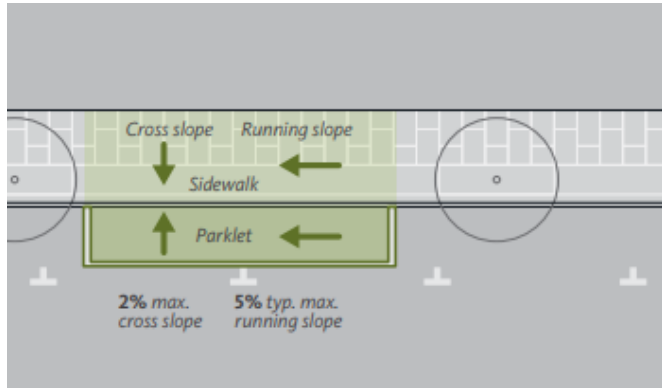 Cross slope Running slope
Sidewalk
Parklet
2% max. 5% typ. max.
cross slope running slope